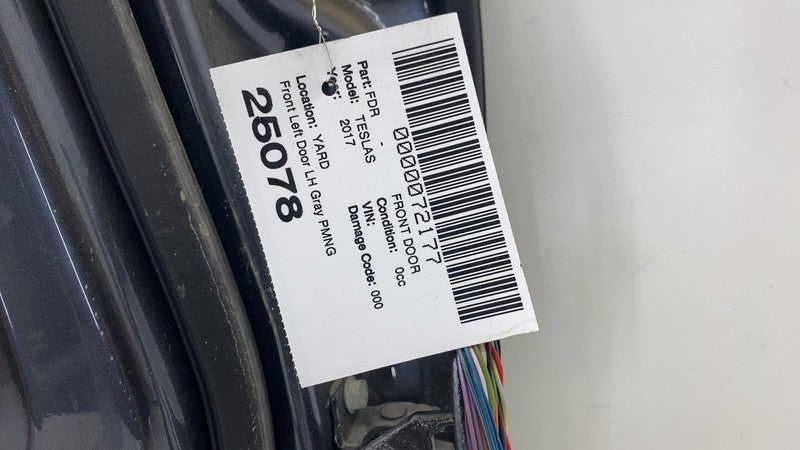 0000072177
Part: FDR - FRONT DOOR
Model: TESLAS Condition: 0cc
Year: 2017 VIN:
Damage Code: 000
Location: YARD
Front Left Door LH Gray PMNG
25078